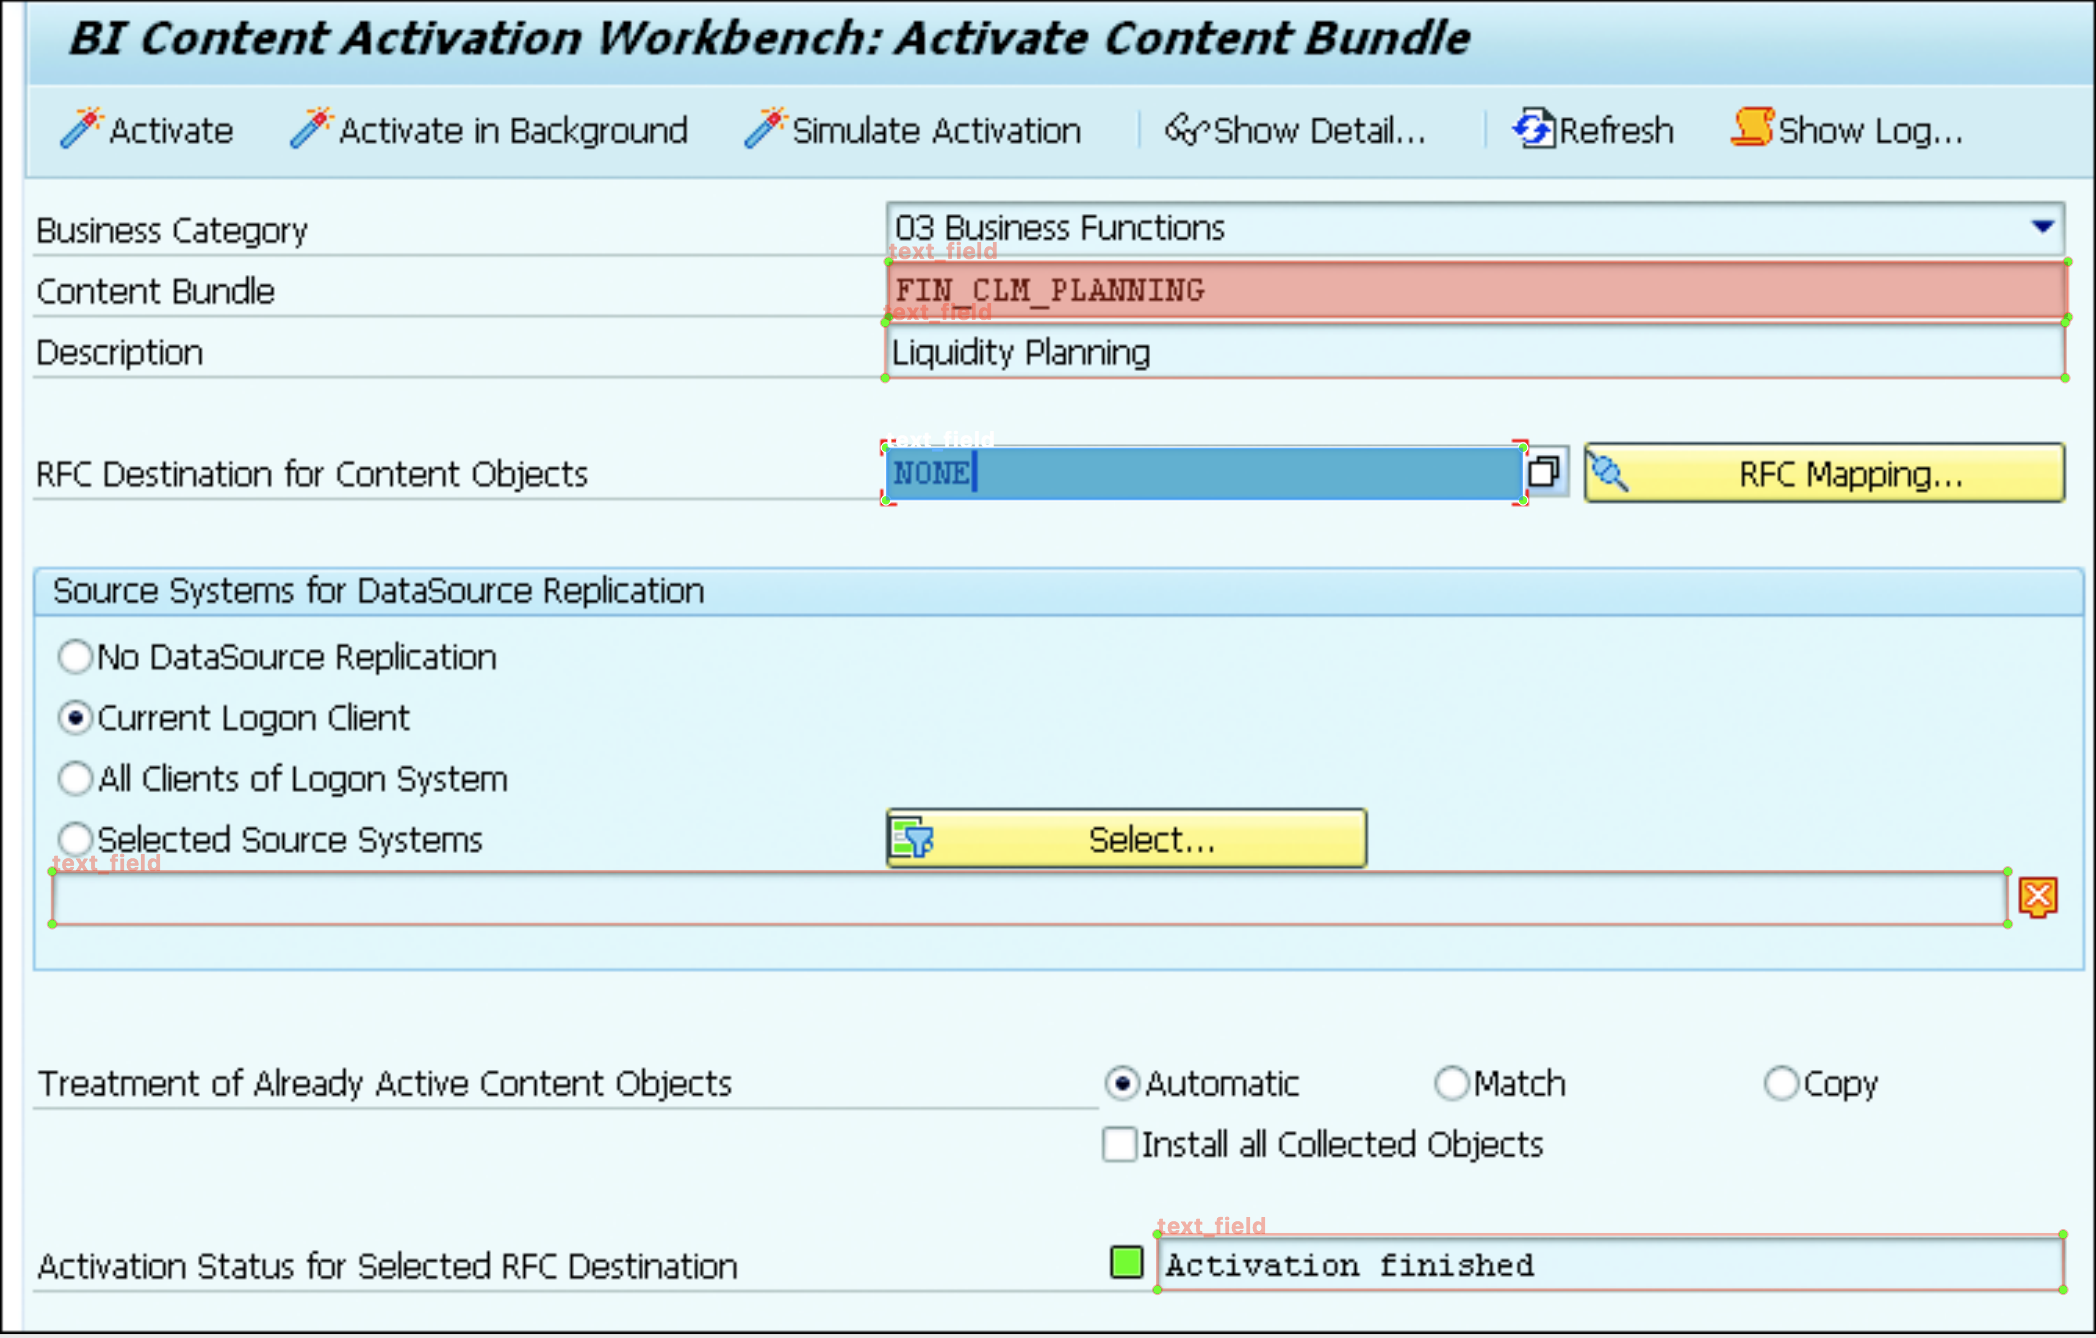 BI Content Activation Workbench: Activate Content Bundle
Activate Activate in Background Simulate Activation Show Detail... Refresh Show Log...
Business Category 03 Business Functions
text_field
Content Bundle FIN_CLM_PLANNING
text_field
Description Liquidity Planning
text_field
RFC Destination for Content Objects NONE RFC Mapping...
Source Systems for DataSource Replication
No DataSource Replication
Current Logon Client
All Clients of Logon System
Selected Source Systems Select...
text_field
Treatment of Already Active Content Objects Automatic Match Copy
Install all Collected Objects
text_field
Activation Status for Selected RFC Destination Activation finished